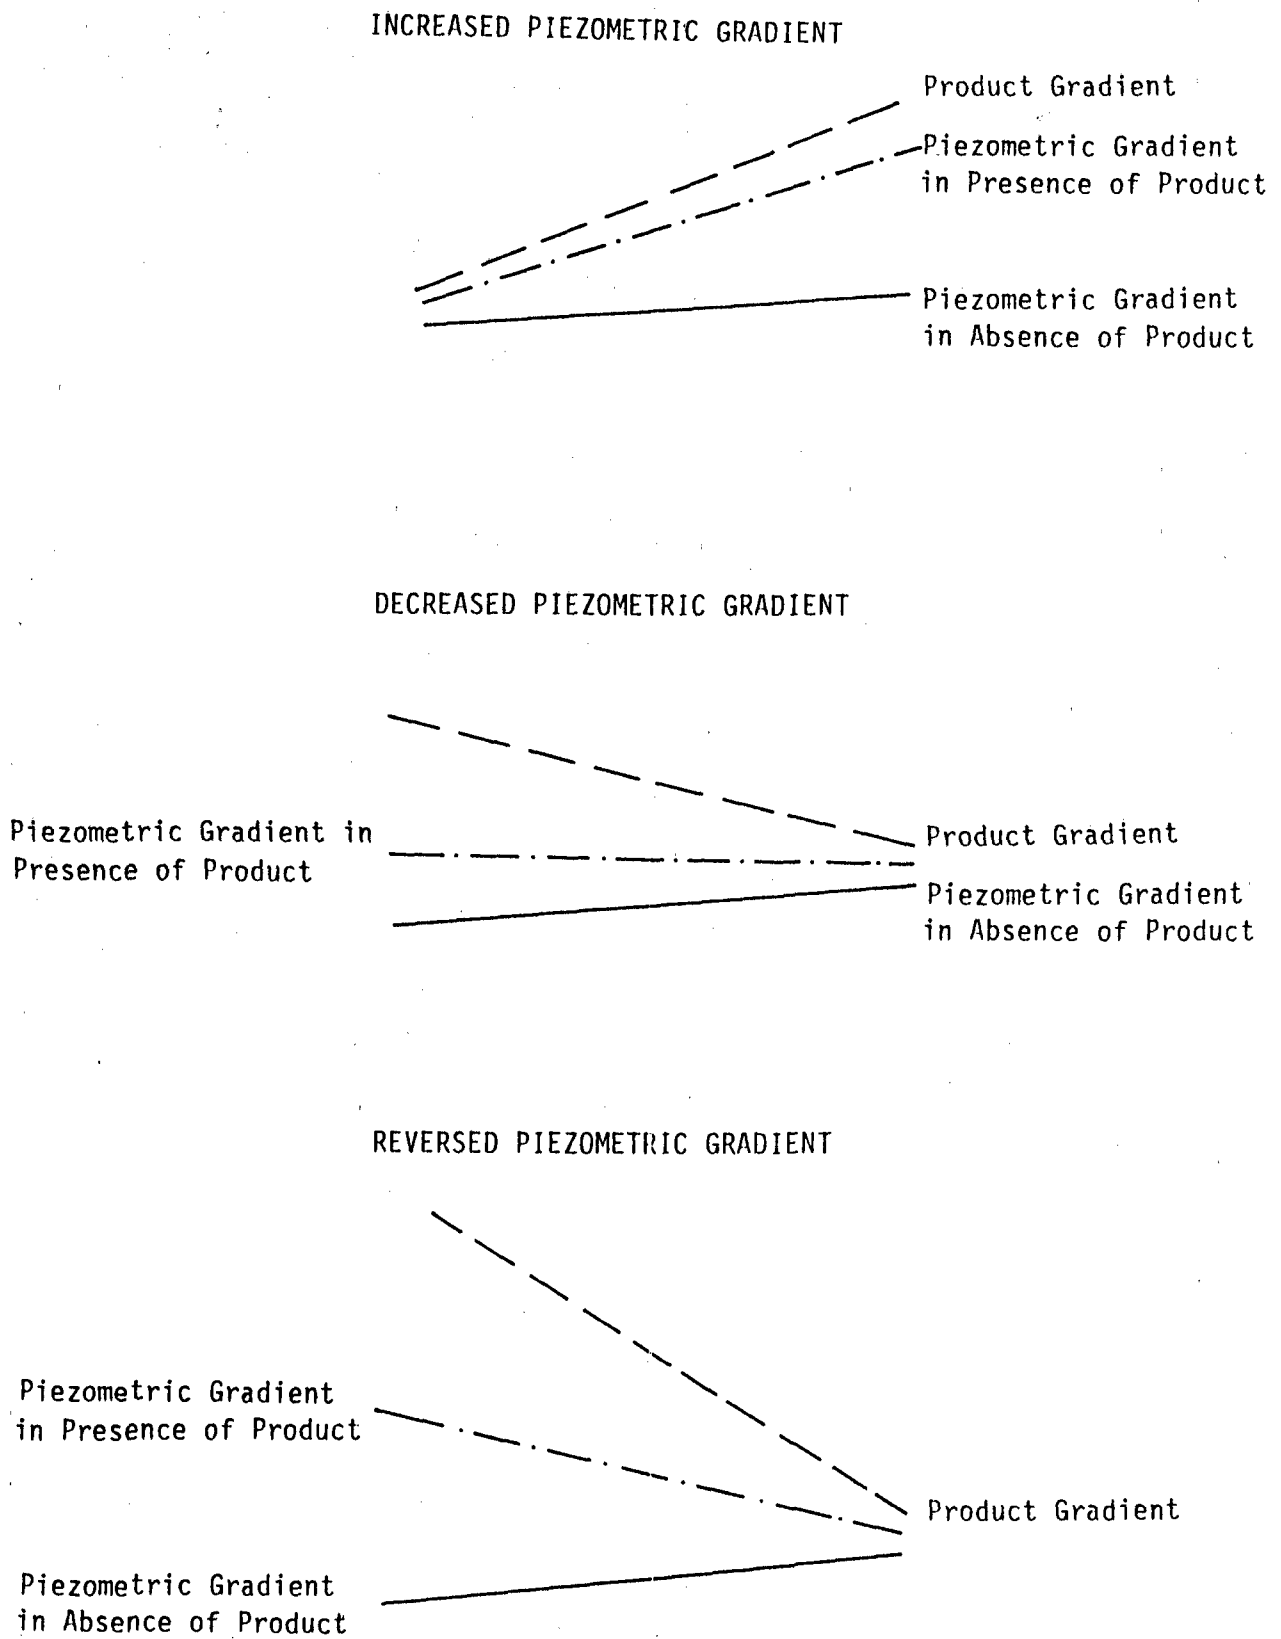 INCREASED PIEZOMETRIC GRADIENT
Product Gradient
Piezometric Gradient
in Presence of Product
Piezometric Gradient
in Absence of Product
DECREASED PIEZOMETRIC GRADIENT
Piezometric Gradient in
Presence of Product
Product Gradient
Piezometric Gradient
in Absence of Product
REVERSED PIEZOMETRIC GRADIENT
Piezometric Gradient
in Presence of Product
Product Gradient
Piezometric Gradient
in Absence of Product